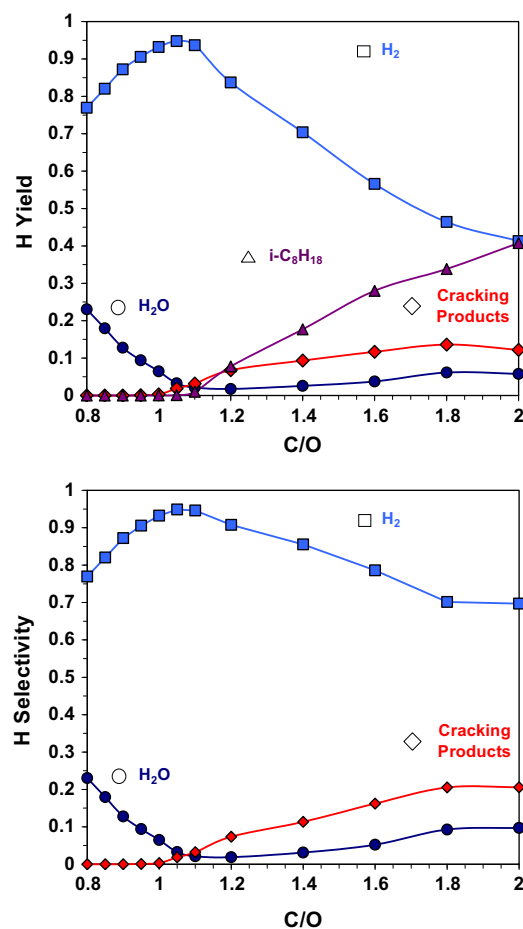 1
0.9
0.8
0.7
0.6
0.5
0.4
0.3
0.2
0.1
0
H Yield
H₂
i-C₈H₁₈
H₂O
Cracking
Products
0.8
1
1.2
1.4
1.6
1.8
2
C/O
1
0.9
0.8
0.7
0.6
0.5
0.4
0.3
0.2
0.1
0
H Selectivity
H₂
Cracking
Products
H₂O
0.8
1
1.2
1.4
1.6
1.8
2
C/O